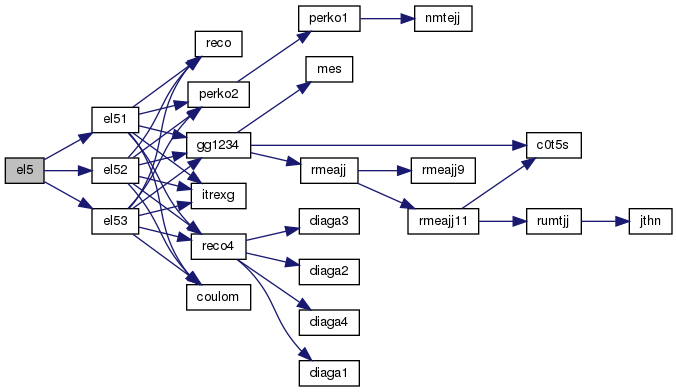 el5
el51
el52
el53
reco
perko2
gg1234
itrexg
reco4
coulom
perko1
mes
rmeajj
diaga3
diaga2
diaga4
diaga1
nmtejj
rmeajj9
rmeajj11
c0t5s
rumtjj
jthn